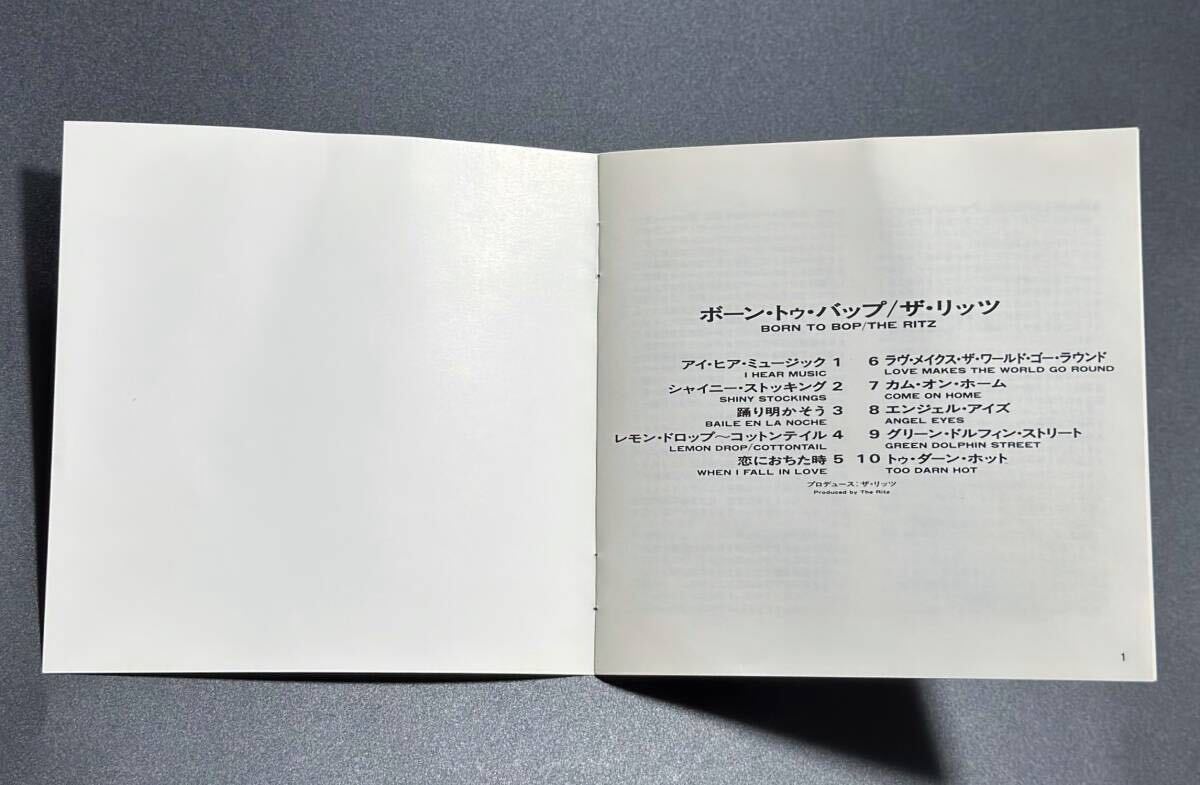 ボーン・トゥ・バップ/ザ・リッツ
BORN TO BOP/THE RITZ
アイ・ヒア・ミュージック 1
I HEAR MUSIC
シャイニー・ストッキング 2
SHINY STOCKINGS
踊り明かそう 3
BAILE EN LA NOCHE
レモン・ドロップ〜コットンテイル 4
LEMON DROP/COTTONTAIL
恋におちた時 5
WHEN I FALL IN LOVE
6 ラヴ・メイクス・ザ・ワールド・ゴー・ラウンド
LOVE MAKES THE WORLD GO ROUND
7 カム・オン・ホーム
COME ON HOME
8 エンジェル・アイズ
ANGEL EYES
9 グリーン・ドルフィン・ストリート
GREEN DOLPHIN STREET
10 トゥ・ダーン・ホット
TOO DARN HOT
プロデュース:ザ・リッツ
Produced by The Ritz
1